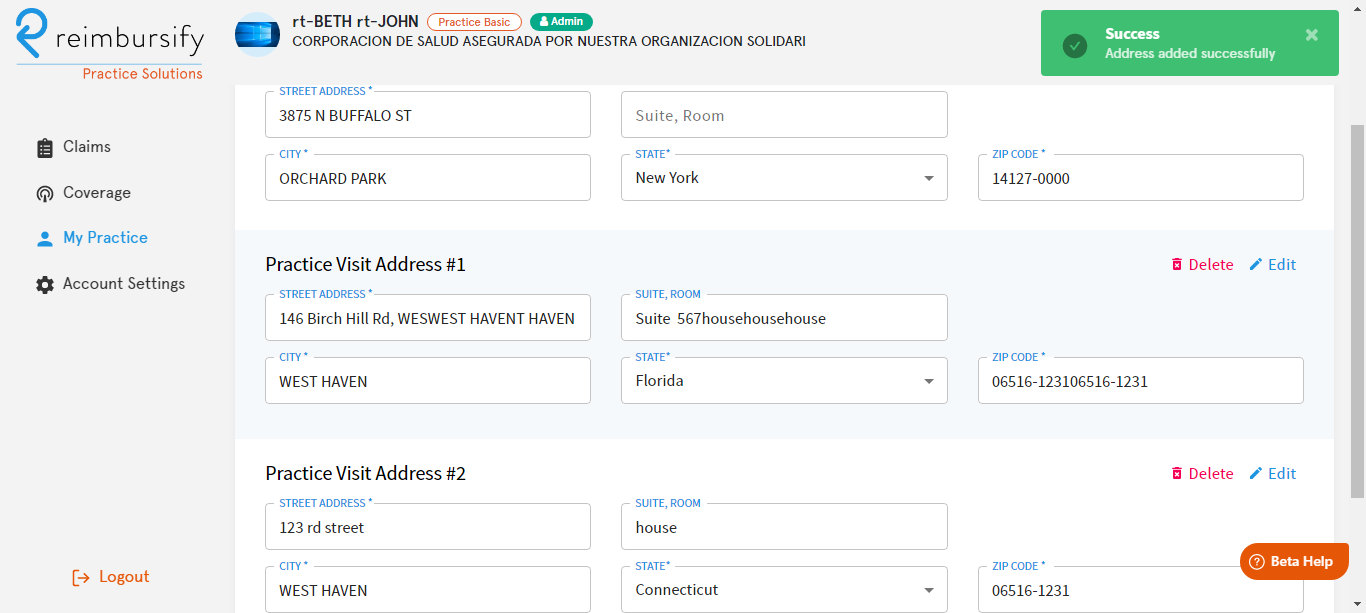 reimbursify
Practice Solutions
rt-BETH rt-JOHN Practice Basic Admin
CORPORACION DE SALUD ASEGURADA POR NUESTRA ORGANIZACION SOLIDARI
Success
Address added successfully
Claims
Coverage
My Practice
Account Settings
Logout
STREET ADDRESS *
3875 N BUFFALO ST
Suite, Room
CITY *
ORCHARD PARK
STATE*
New York
ZIP CODE *
14127-0000
Practice Visit Address #1
Delete
Edit
STREET ADDRESS *
146 Birch Hill Rd, WESWEST HAVENT HAVEN
SUITE, ROOM
Suite 567househousehouse
CITY *
WEST HAVEN
STATE*
Florida
ZIP CODE *
06516-123106516-1231
Practice Visit Address #2
Delete
Edit
STREET ADDRESS *
123 rd street
SUITE, ROOM
house
CITY *
WEST HAVEN
STATE*
Connecticut
ZIP CODE *
06516-1231
Beta Help